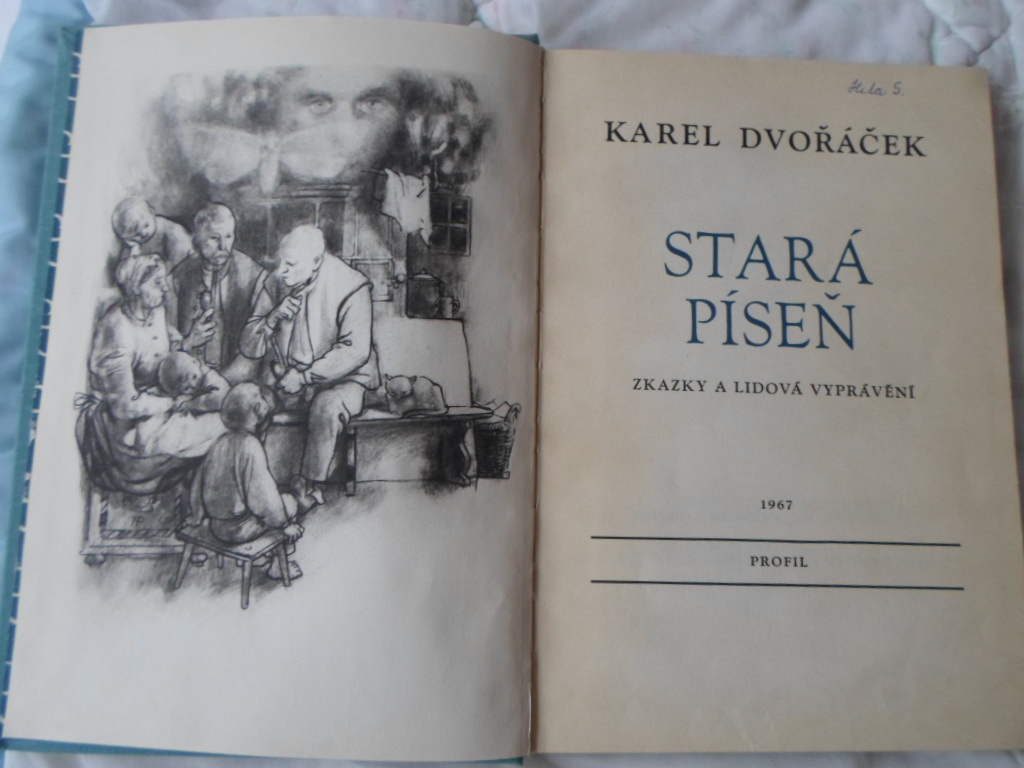 KAREL DVOŘÁČEK
STARÁ
PÍSEŇ
ZKAZKY A LIDOVÁ VYPRÁVĚNÍ
1967
PROFIL